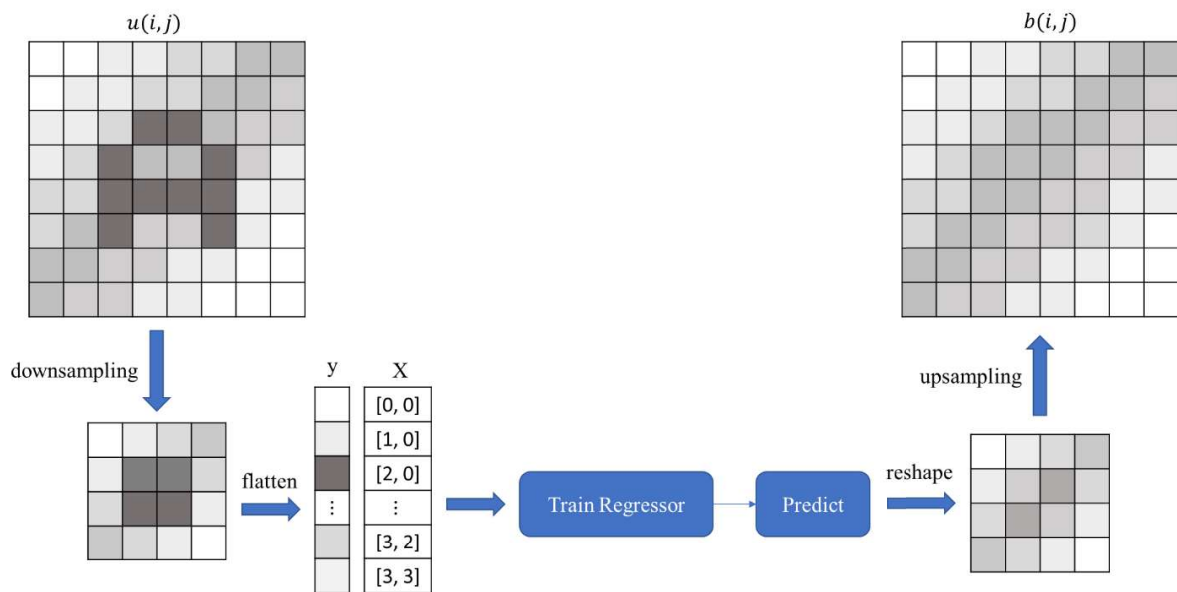 u(i,j)
b(i,j)
downsampling
y
X
[0, 0]
[1, 0]
[2, 0]
⋮
⋮
[3, 2]
[3, 3]
flatten
Train Regressor
Predict
reshape
upsampling